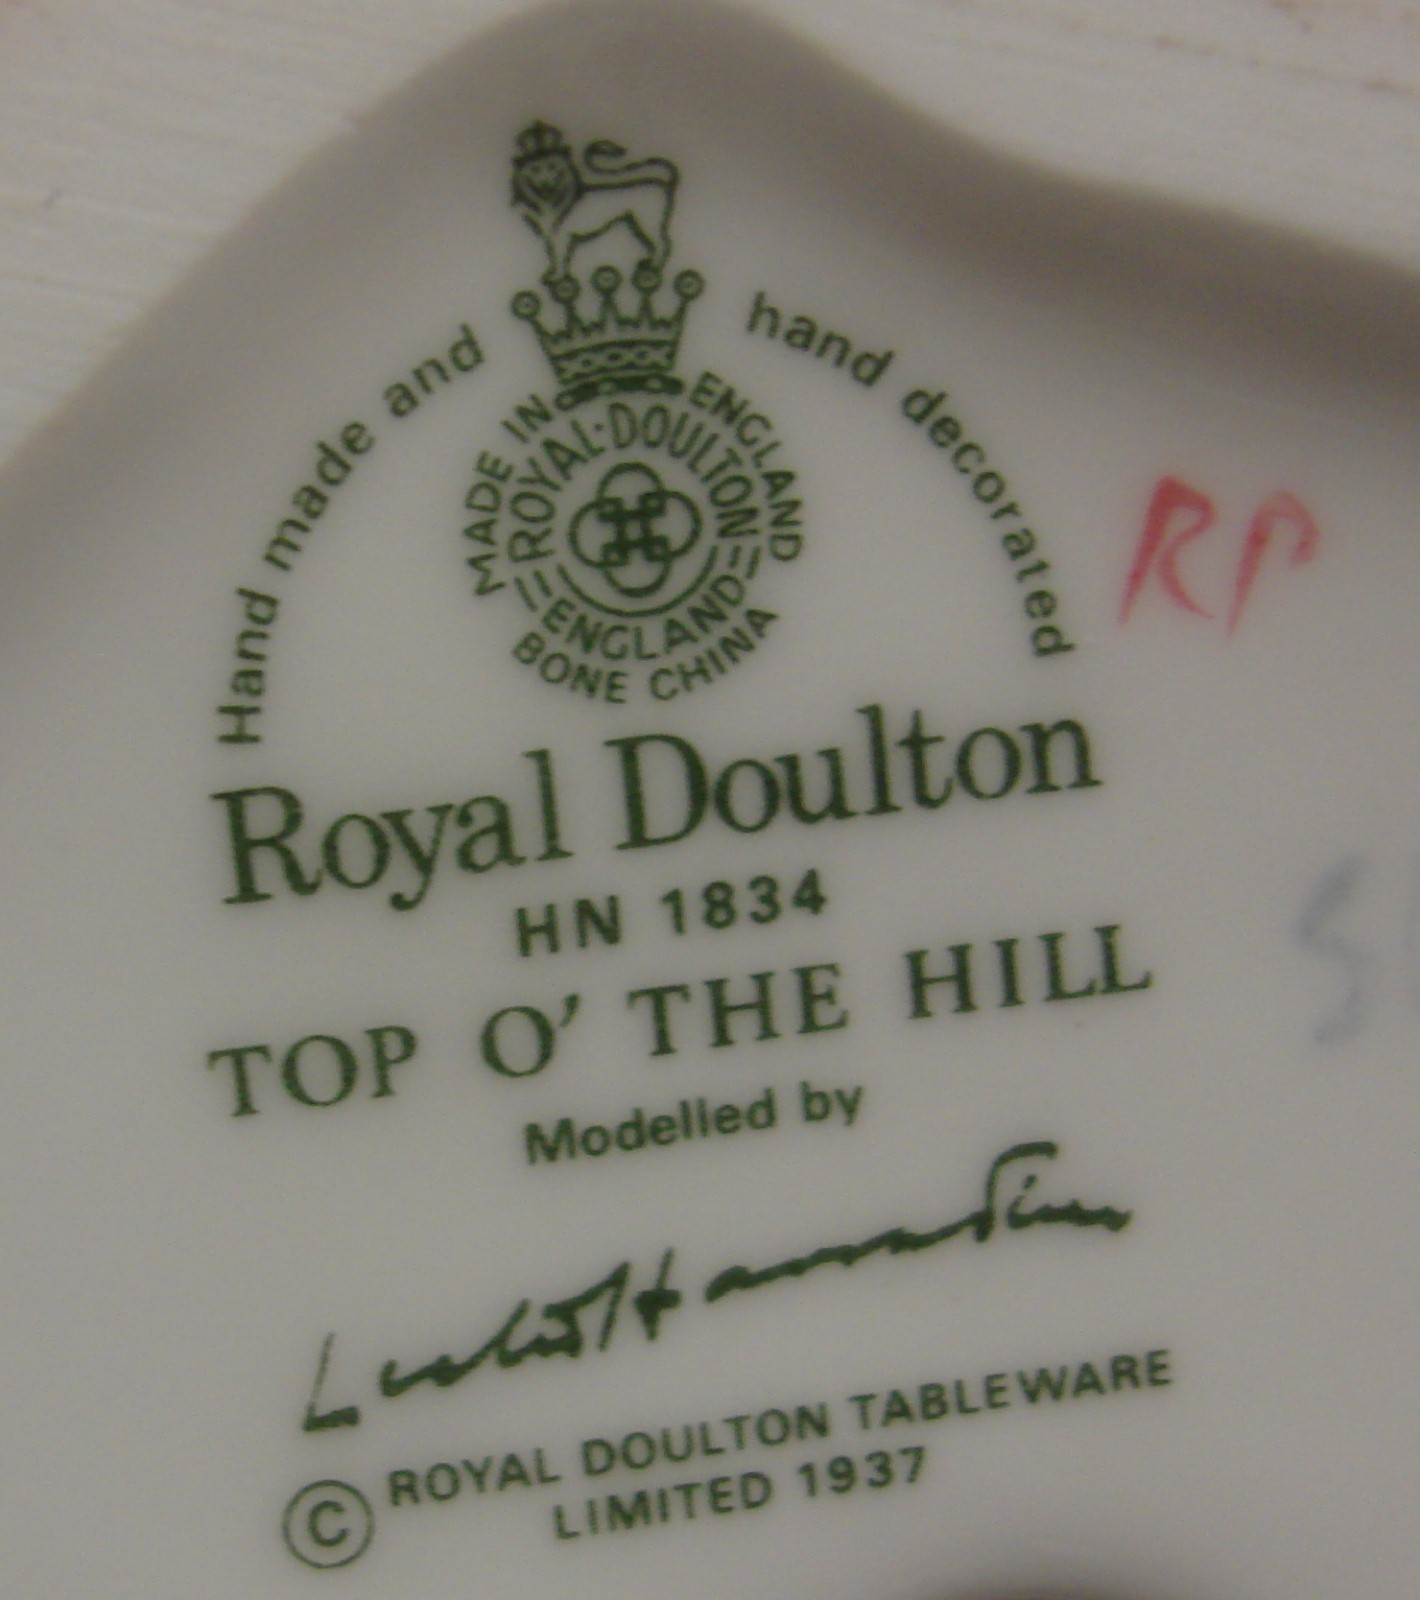 Hand made and hand decorated
MADE IN ENGLAND
ROYAL·DOULTON
ENGLAND
BONE CHINA
Royal Doulton
HN 1834
TOP O' THE HILL
Modelled by
© ROYAL DOULTON TABLEWARE
LIMITED 1937
RP